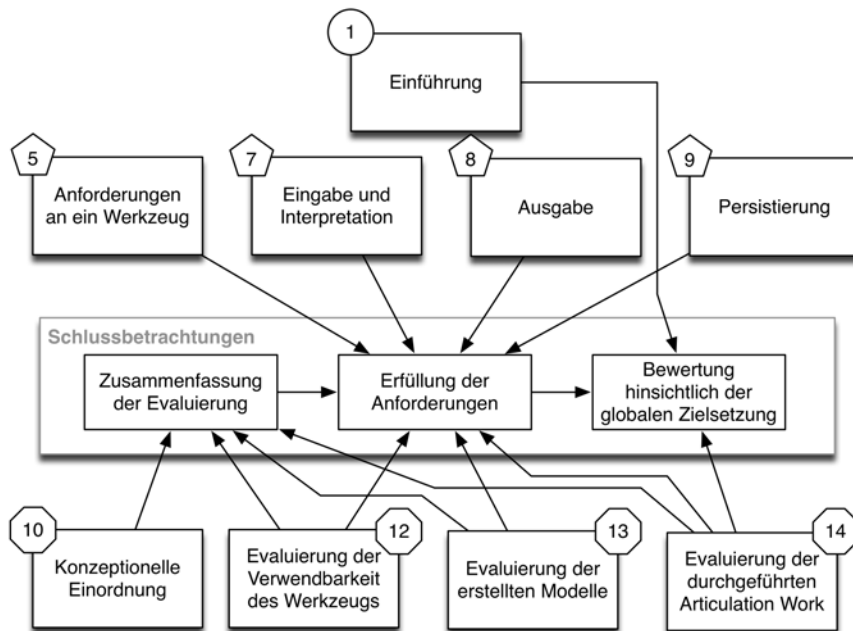 1
Einführung
5
Anforderungen
an ein Werkzeug
7
Eingabe und
Interpretation
8
Ausgabe
9
Persistierung
Schlussbetrachtungen
Zusammenfassung
der Evaluierung
Erfüllung der
Anforderungen
Bewertung
hinsichtlich der
globalen Zielsetzung
10
Konzeptionelle
Einordnung
12
Evaluierung der
Verwendbarkeit
des Werkzeugs
13
Evaluierung der
erstellten Modelle
14
Evaluierung der
durchgeführten
Articulation Work